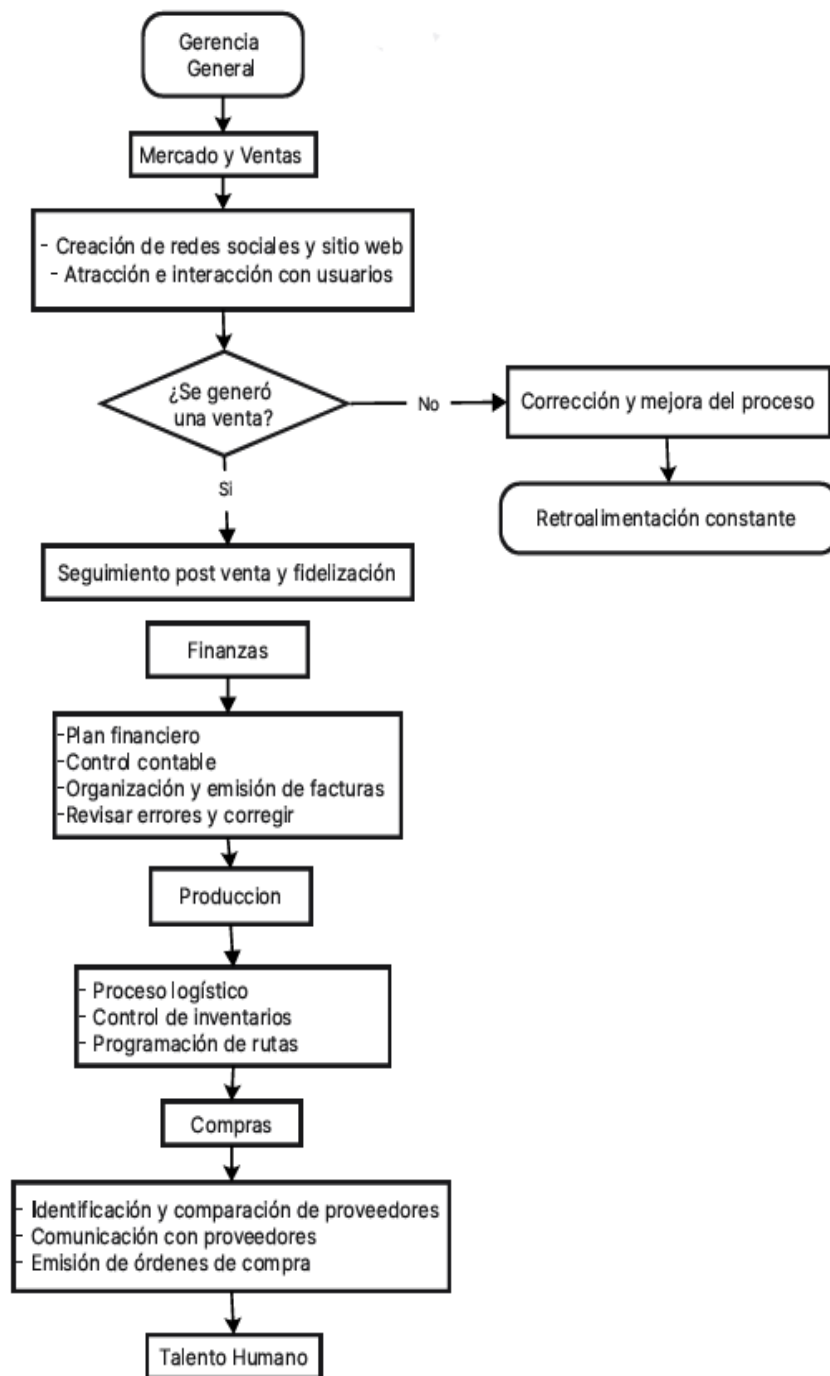 Gerencia
General
Mercado y Ventas
- Creación de redes sociales y sitio web
- Atracción e interacción con usuarios
¿Se generó
una venta?
No
Corrección y mejora del proceso
Retroalimentación constante
Si
Seguimiento post venta y fidelización
Finanzas
-Plan financiero
-Control contable
-Organización y emisión de facturas
-Revisar errores y corregir
Produccion
- Proceso logístico
- Control de inventarios
- Programación de rutas
Compras
- Identificación y comparación de proveedores
- Comunicación con proveedores
- Emisión de órdenes de compra
Talento Humano